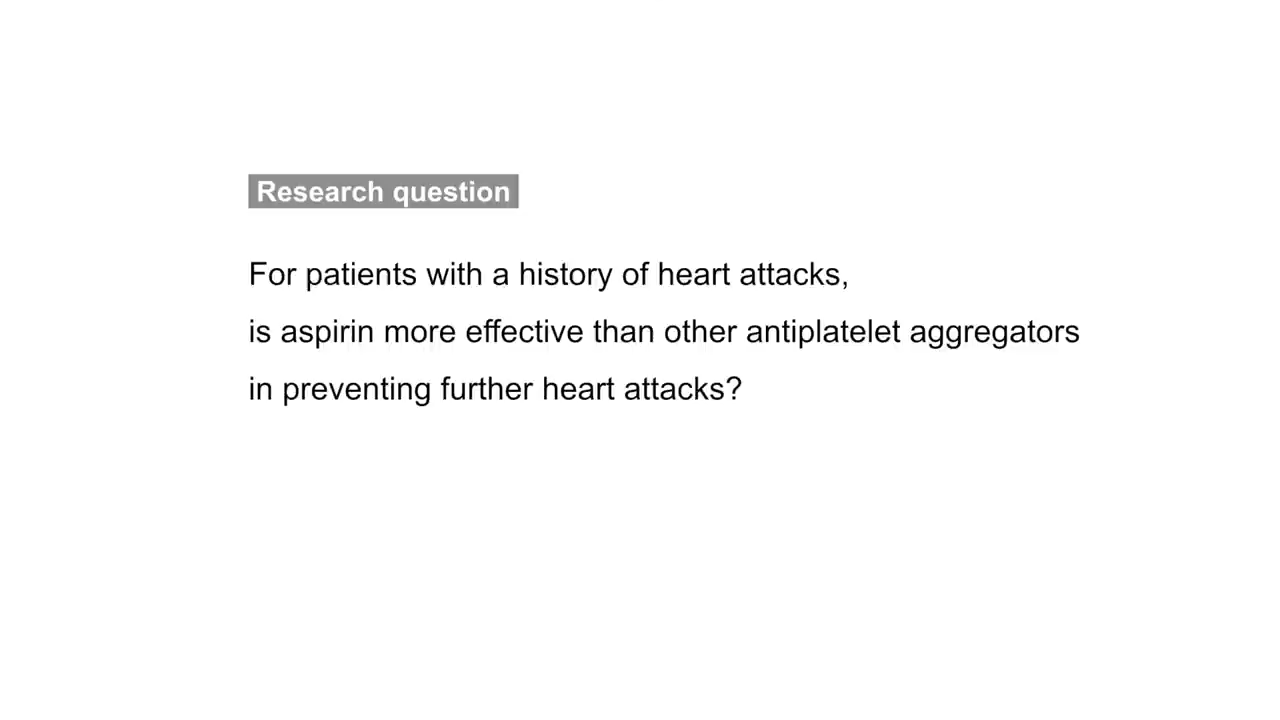 Research question
For patients with a history of heart attacks,
is aspirin more effective than other antiplatelet aggregators
in preventing further heart attacks?